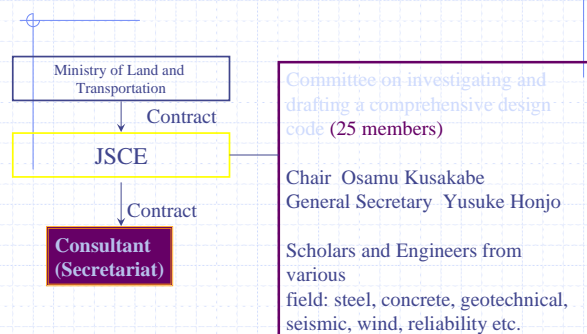 Ministry of Land and
Transportation
Contract
JSCE
Contract
Consultant
(Secretariat)
Committee on investigating and
drafting a comprehensive design
code (25 members)
Chair Osamu Kusakabe
General Secretary Yusuke Honjo
Scholars and Engineers from
various
field: steel, concrete, geotechnical,
seismic, wind, reliability etc.